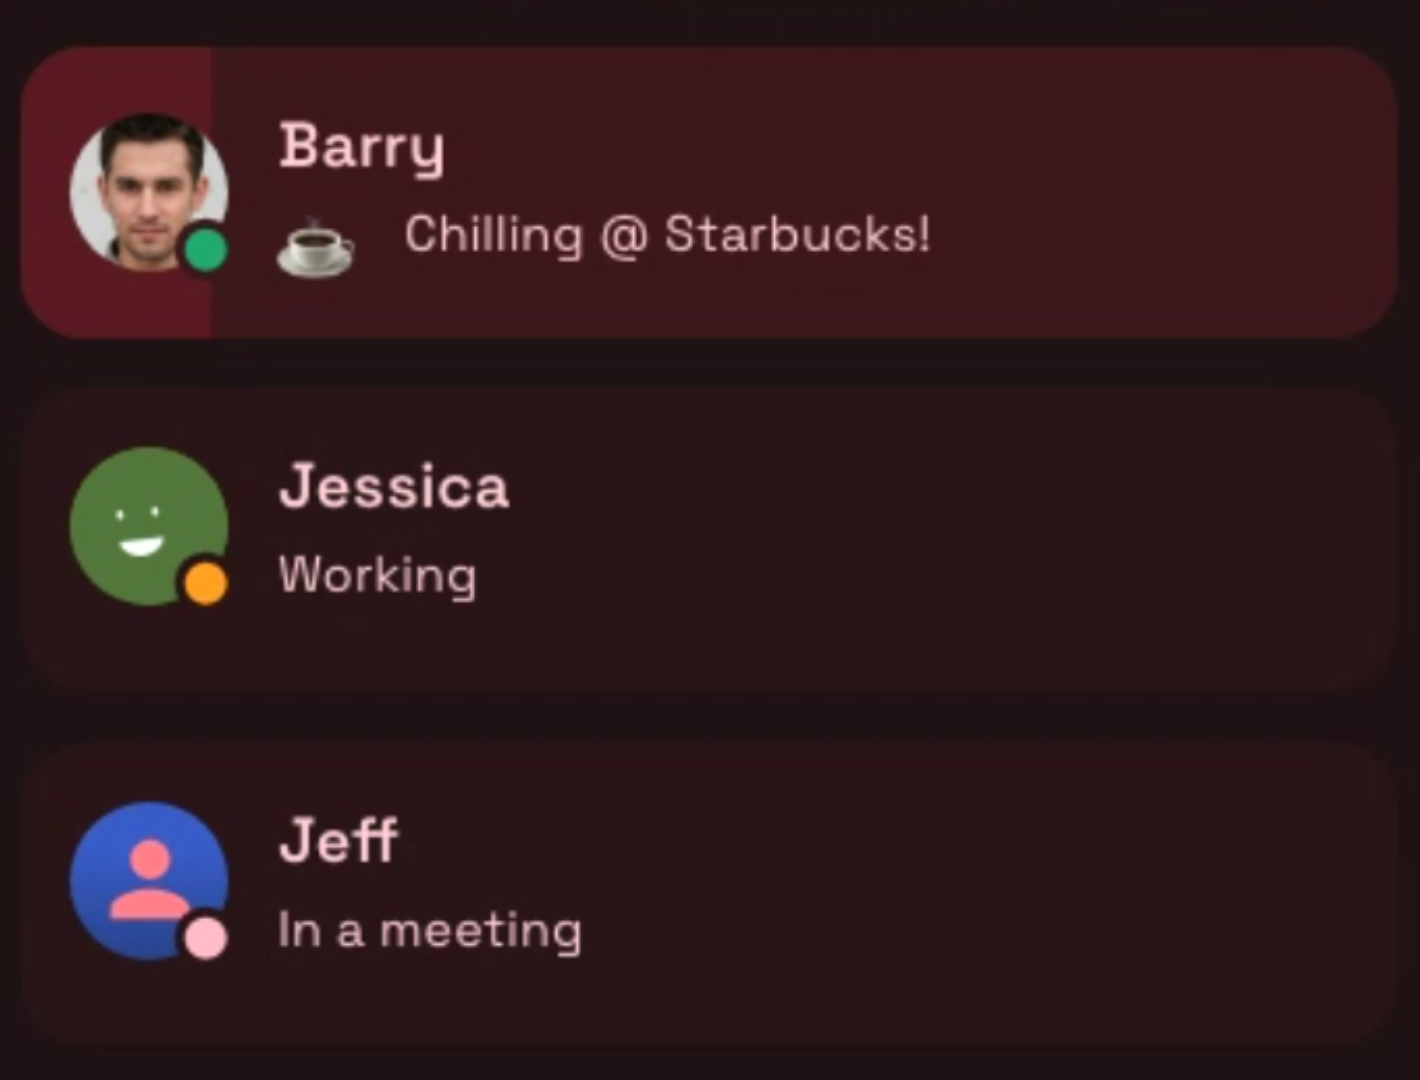 Barry
☕ Chilling @ Starbucks!
Jessica
Working
Jeff
In a meeting